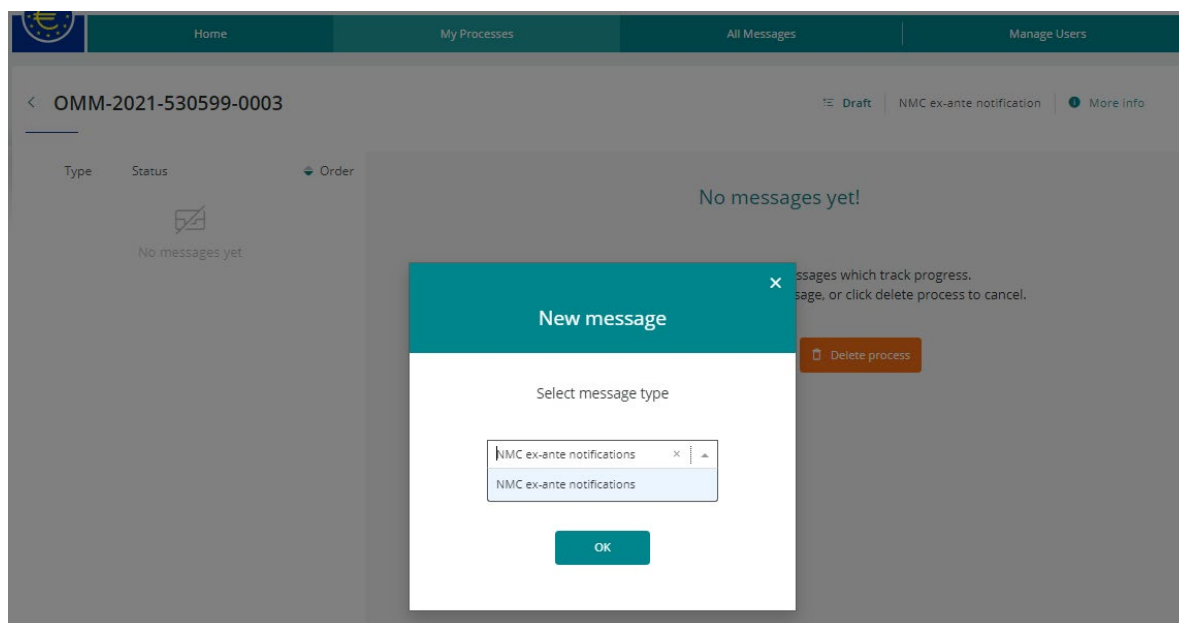 Home My Processes All Messages Manage Users
OMM-2021-530599-0003 Draft NMC ex-ante notification More info
Type Status Order
No messages yet
No messages yet!
ssages which track progress.
sage, or click delete process to cancel.
Delete process
New message
Select message type
NMC ex-ante notifications
NMC ex-ante notifications
OK